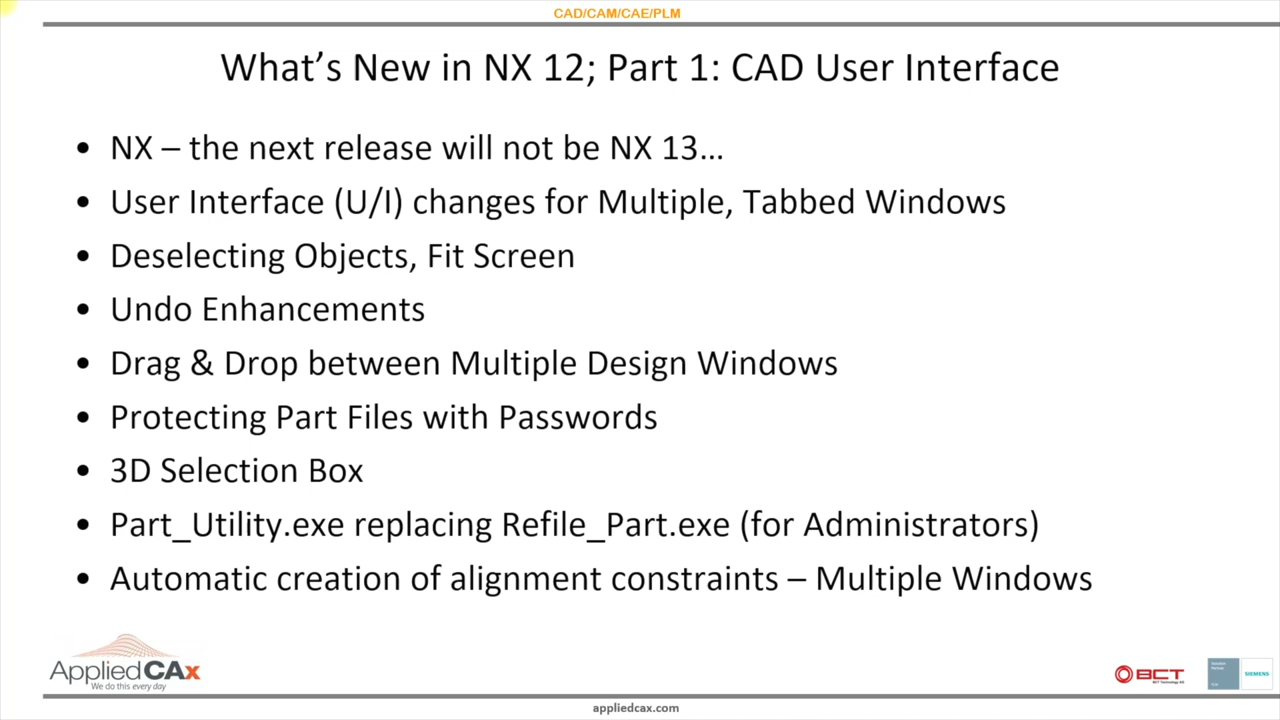 CAD/CAM/CAE/PLM
What's New in NX 12; Part 1: CAD User Interface
• NX – the next release will not be NX 13…
• User Interface (U/I) changes for Multiple, Tabbed Windows
• Deselecting Objects, Fit Screen
• Undo Enhancements
• Drag & Drop between Multiple Design Windows
• Protecting Part Files with Passwords
• 3D Selection Box
• Part_Utility.exe replacing Refile_Part.exe (for Administrators)
• Automatic creation of alignment constraints – Multiple Windows
AppliedCAx
We do this every day
BCT
BCT Technology AG
SIEMENS
appliedcax.com